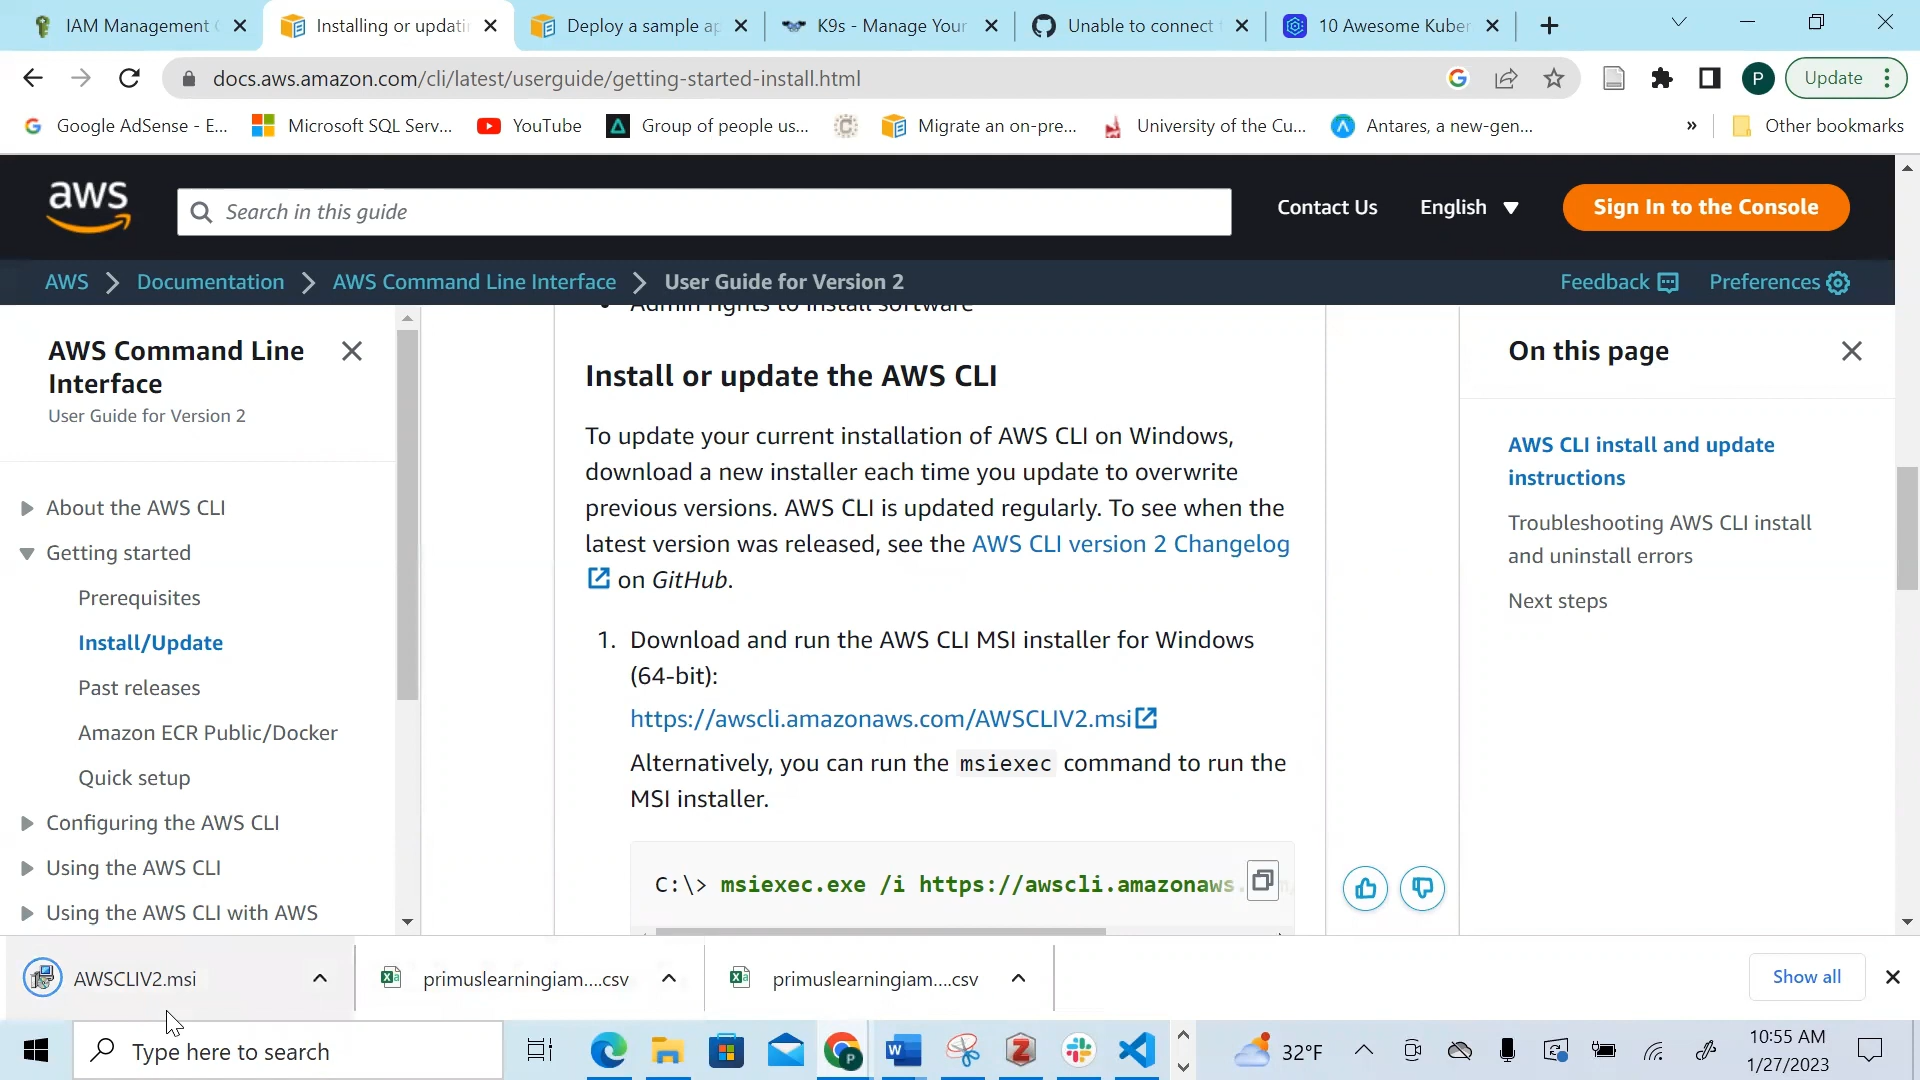 IAM Management C
Installing or updatin
Deploy a sample ap
K9s - Manage Your
Unable to connect t
10 Awesome Kuber
docs.aws.amazon.com/cli/latest/userguide/getting-started-install.html
P
Update
Google AdSense - E...
Microsoft SQL Serv...
YouTube
Group of people us...
Migrate an on-pre...
University of the Cu...
Antares, a new-gen...
»
Other bookmarks
aws
Search in this guide
Contact Us
English
Sign In to the Console
AWS
Documentation
AWS Command Line Interface
User Guide for Version 2
Feedback
Preferences
AWS Command Line
Interface
User Guide for Version 2
About the AWS CLI
Getting started
Prerequisites
Install/Update
Past releases
Amazon ECR Public/Docker
Quick setup
Configuring the AWS CLI
Using the AWS CLI
Using the AWS CLI with AWS
Admin rights to install software
Install or update the AWS CLI
To update your current installation of AWS CLI on Windows,
download a new installer each time you update to overwrite
previous versions. AWS CLI is updated regularly. To see when the
latest version was released, see the AWS CLI version 2 Changelog
on GitHub.
1. Download and run the AWS CLI MSI installer for Windows
(64-bit):
https://awscli.amazonaws.com/AWSCLIV2.msi
Alternatively, you can run the msiexec command to run the
MSI installer.
C:\> msiexec.exe /i https://awscli.amazonaws.
On this page
AWS CLI install and update
instructions
Troubleshooting AWS CLI install
and uninstall errors
Next steps
AWSCLIV2.msi
primuslearningiam....csv
primuslearningiam....csv
Show all
Type here to search
32°F
10:55 AM
1/27/2023